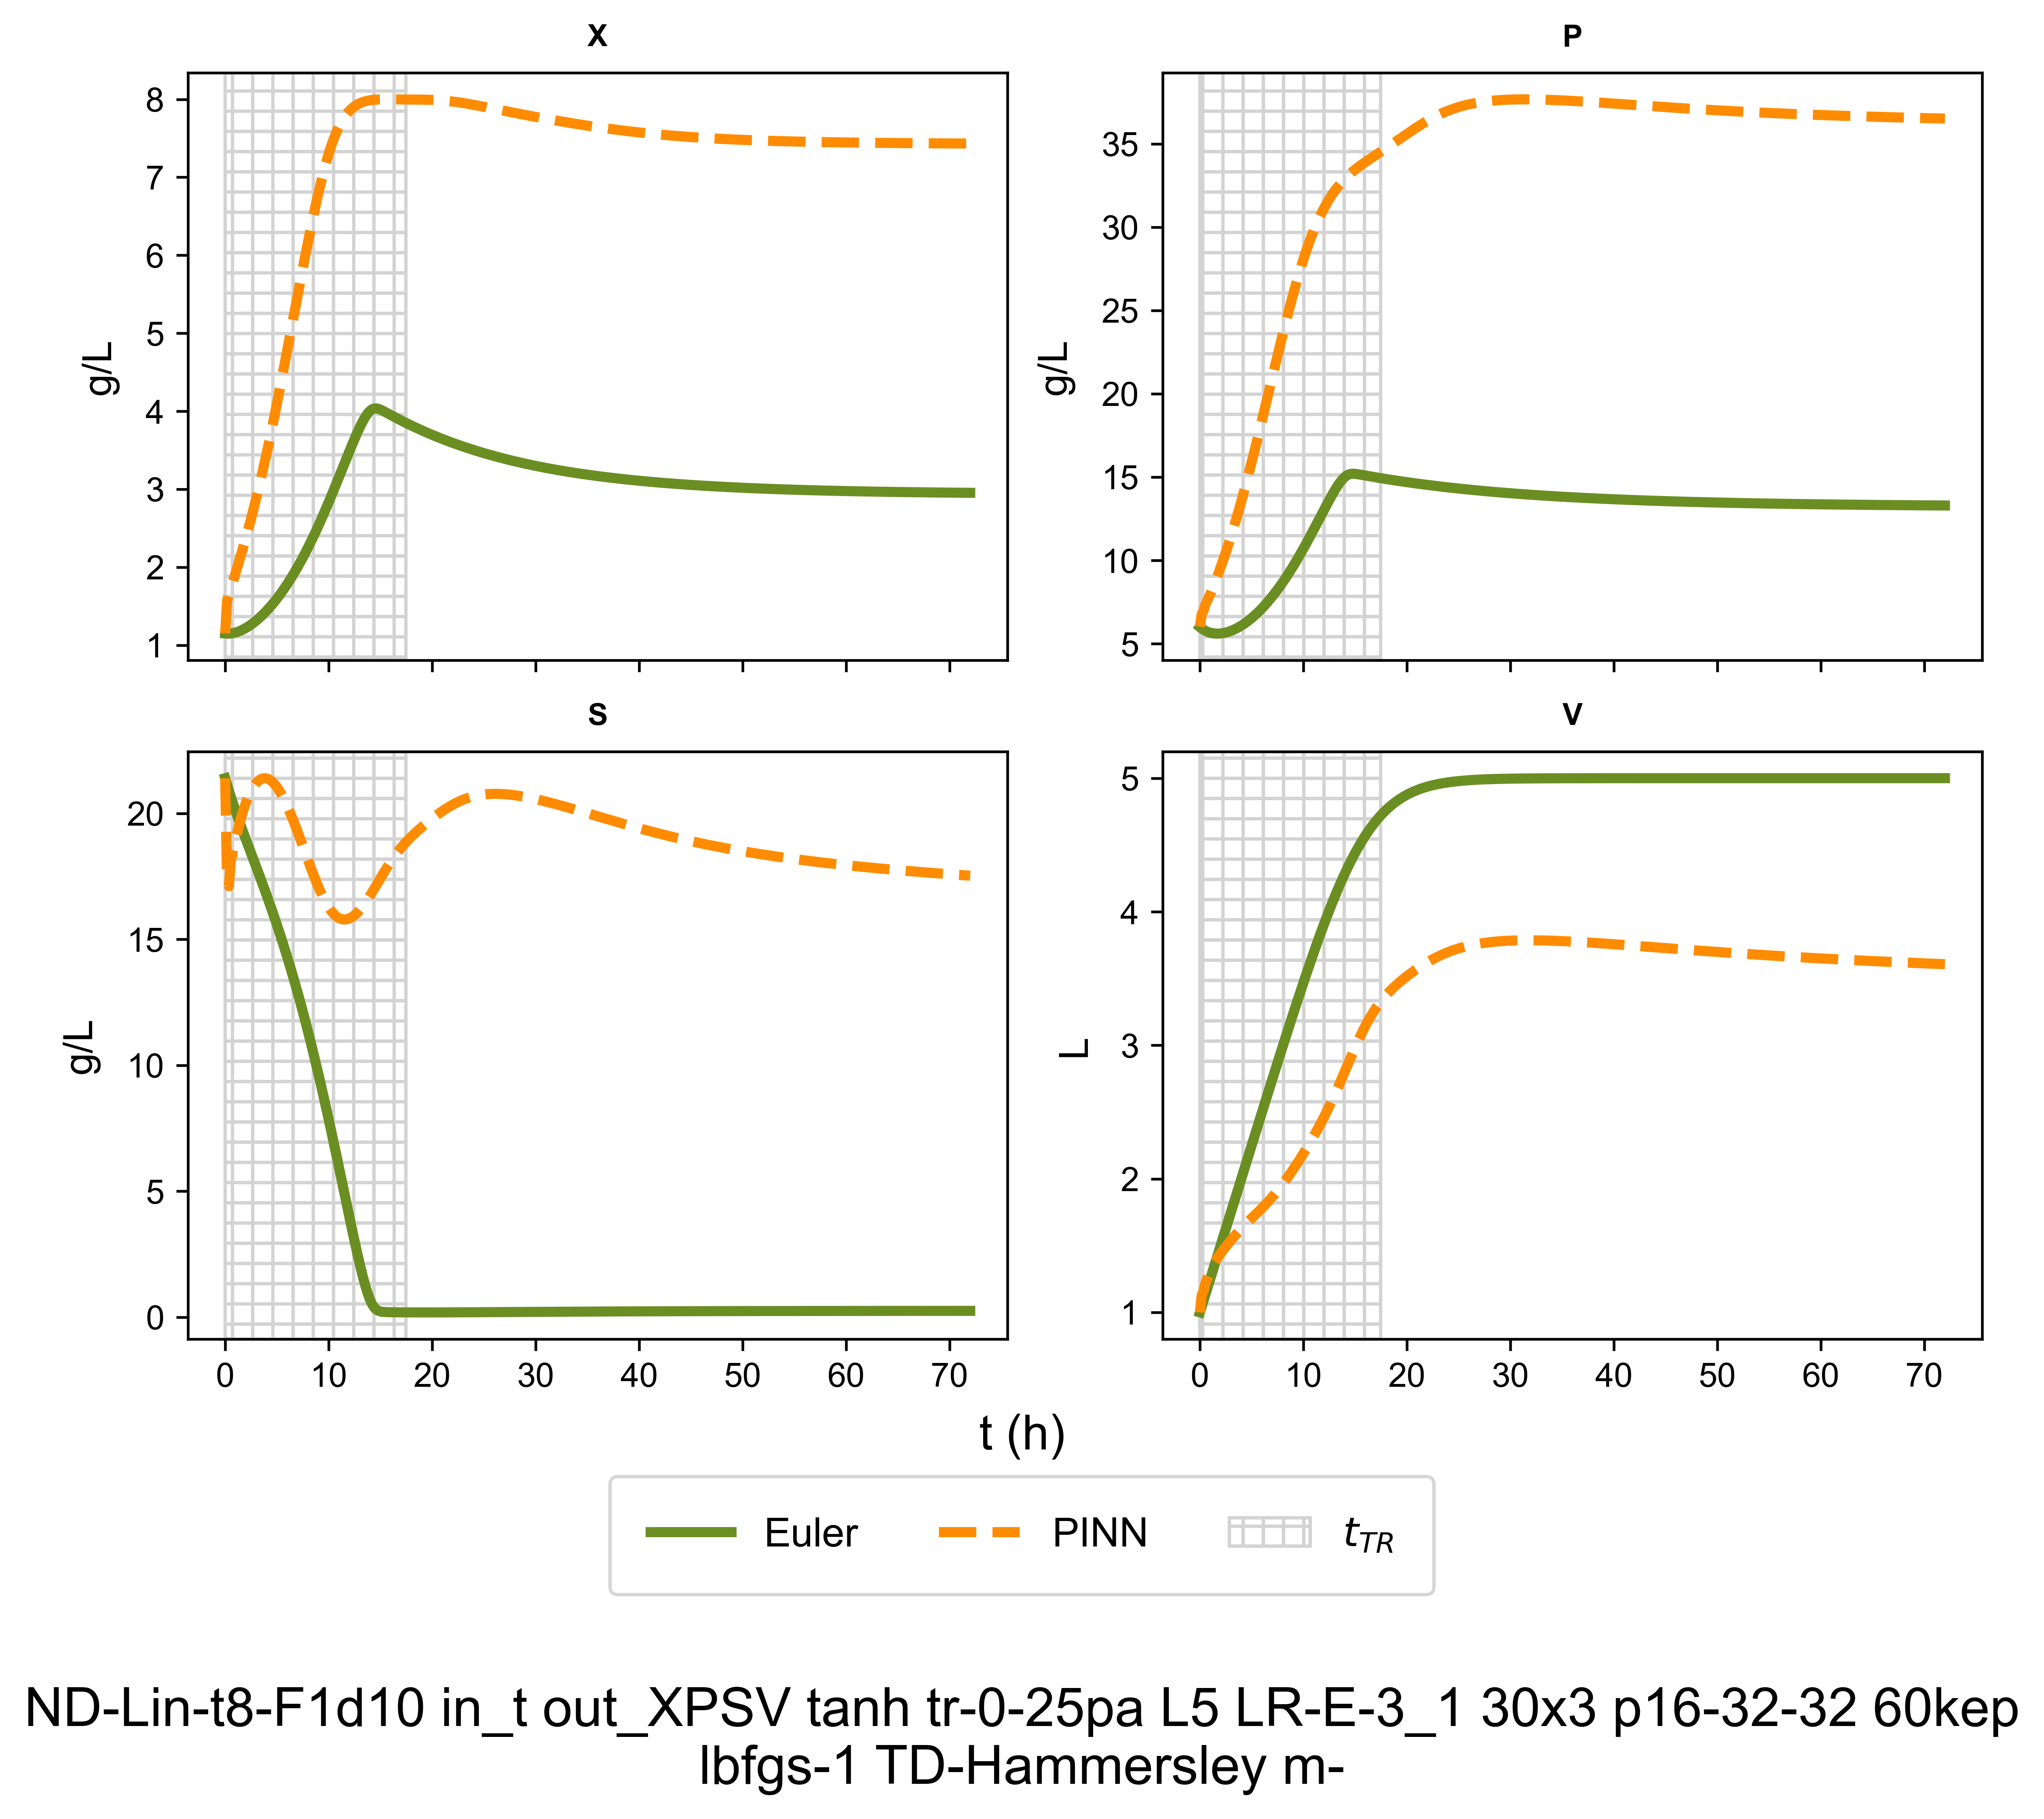 X
8
7
6
5
4
3
2
1
g/L
P
35
30
25
20
15
10
5
g/L
S
20
15
10
5
0
g/L
0 10 20 30 40 50 60 70
V
5
4
3
2
1
L
0 10 20 30 40 50 60 70
t (h)
Euler PINN t_TR
ND-Lin-t8-F1d10 in_t out_XPSV tanh tr-0-25pa L5 LR-E-3_1 30x3 p16-32-32 60kep
lbfgs-1 TD-Hammersley m-